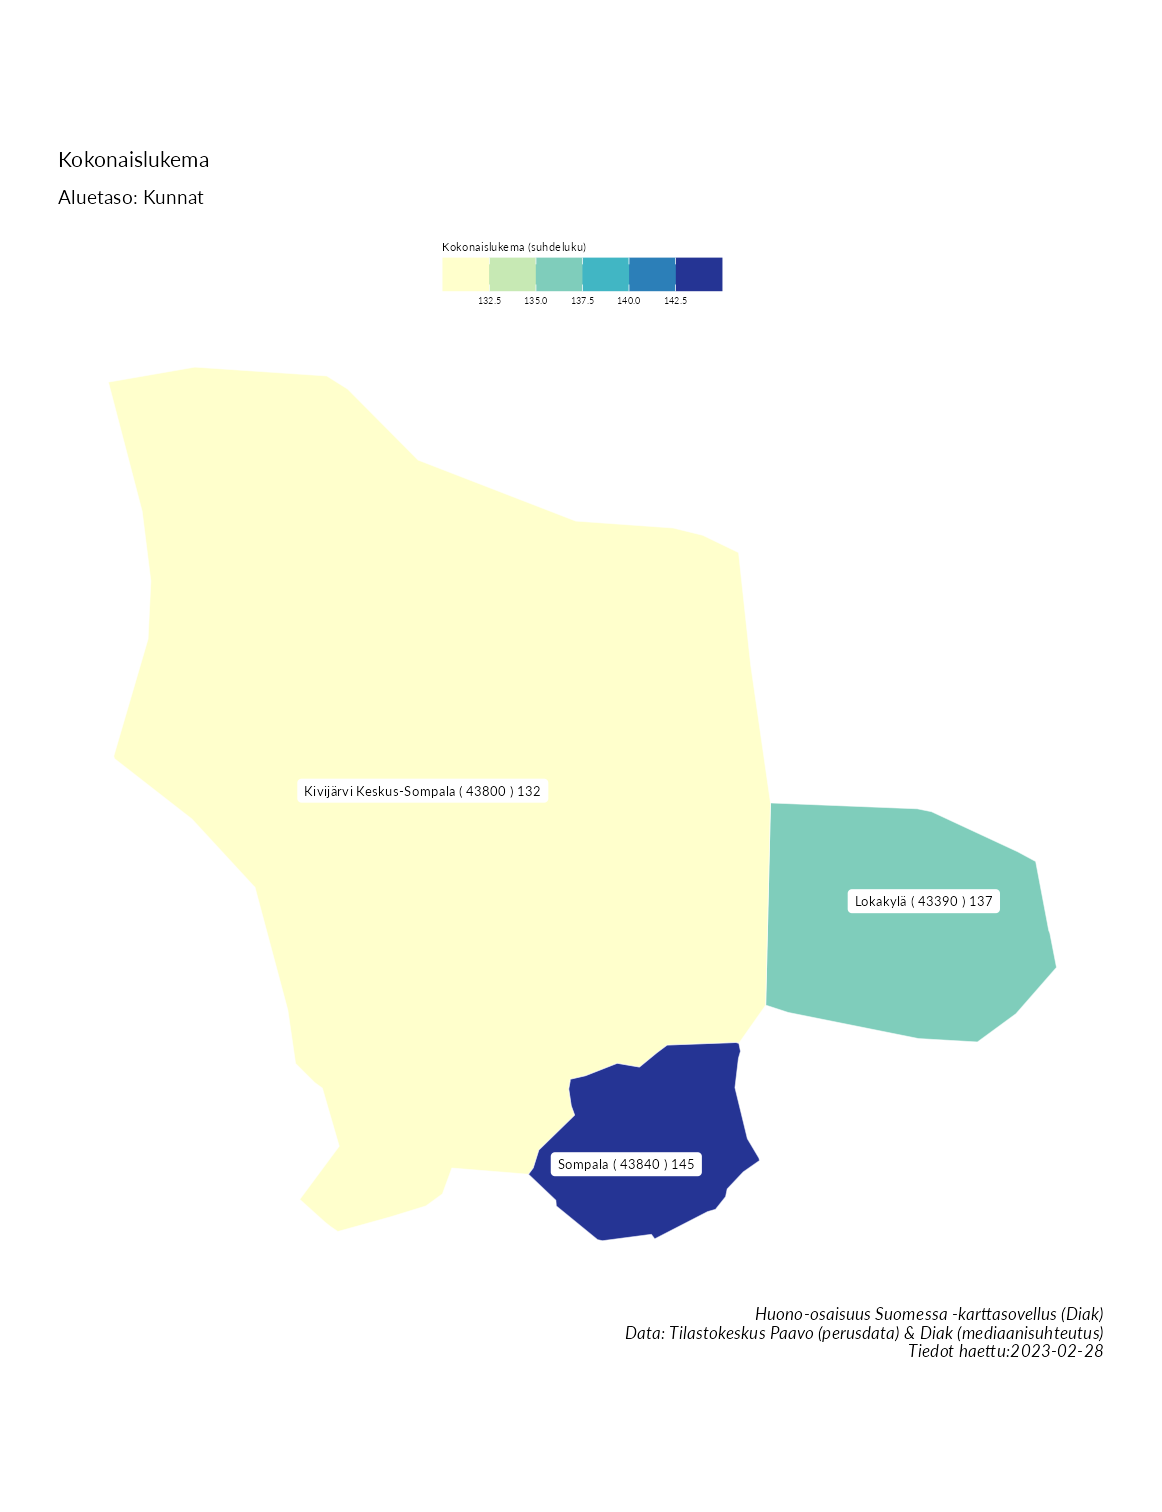 Kokonaislukema
Aluetaso: Kunnat
Kokonaislukema (suhdeluku)
132.5 135.0 137.5 140.0 142.5
Kivijärvi Keskus-Sompala ( 43800 ) 132
Lokakylä ( 43390 ) 137
Sompala ( 43840 ) 145
Huono-osaisuus Suomessa -karttasovellus (Diak)
Data: Tilastokeskus Paavo (perusdata) & Diak (mediaanisuhteutus)
Tiedot haettu:2023-02-28